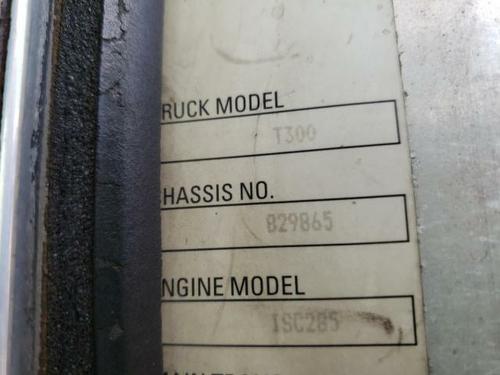 RUCK MODEL
T300
HASSIS NO.
829865
NGINE MODEL
ISC285